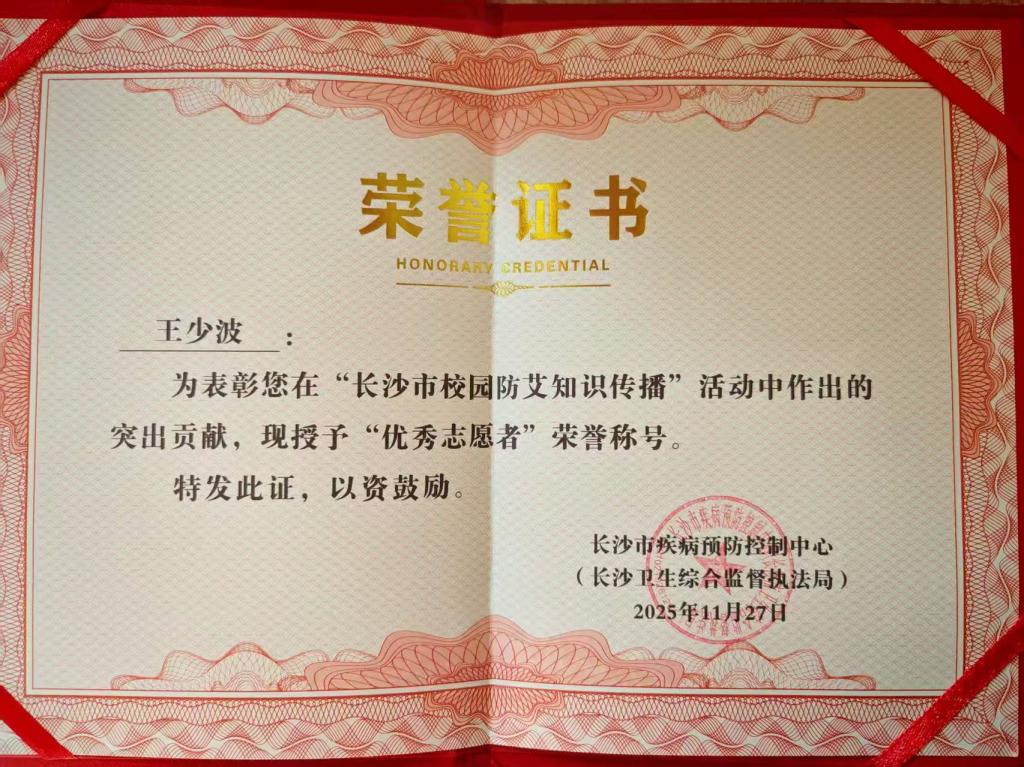 荣誉证书
HONORARY CREDENTIAL
王少波：
为表彰您在“长沙市校园防艾知识传播”活动中作出的
突出贡献，现授予“优秀志愿者”荣誉称号。
特发此证，以资鼓励。
长沙市疾病预防控制中心
（长沙卫生综合监督执法局）
2025年11月27日